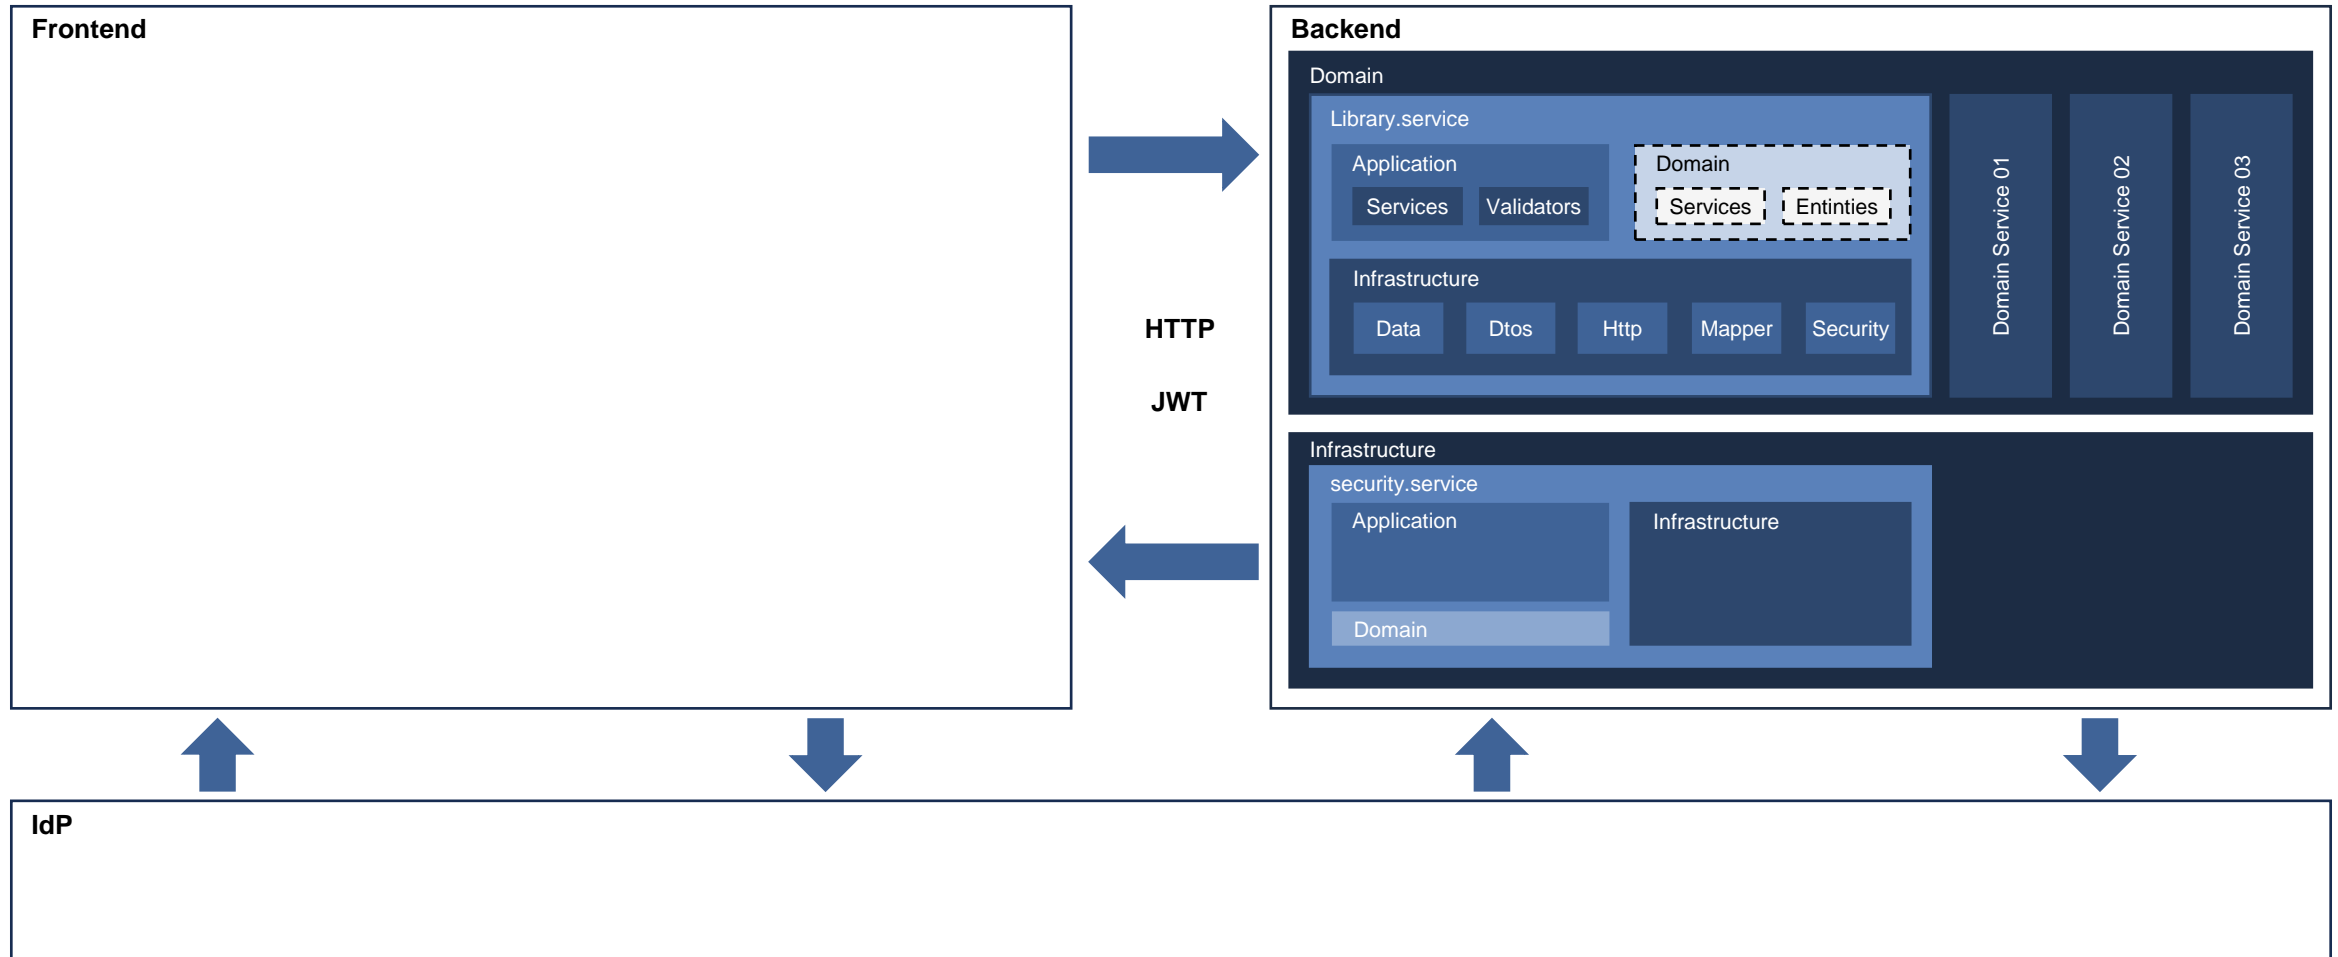 Frontend
HTTP
JWT
Backend
Domain
Library.service
Application
Services
Validators
Domain
Services
Entinties
Infrastructure
Data
Dtos
Http
Mapper
Security
Domain Service 01
Domain Service 02
Domain Service 03
Infrastructure
security.service
Application
Domain
Infrastructure
IdP